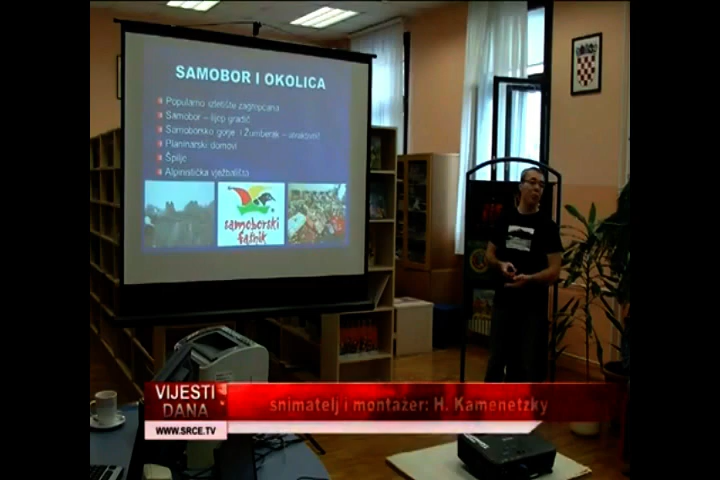 SAMOBOR I OKOLICA
Popularno izletište zagrepčana
Samobor – lijep gradić
Samoborsko gorje i Žumberak – atraktivni!
Planinarski domovi
Špilje
Alpinistička vježbališta
samoborski
fašnik
VIJESTI
DANA
snimatelj i montažer: H. Kamenetzky
WWW.SRCE.TV